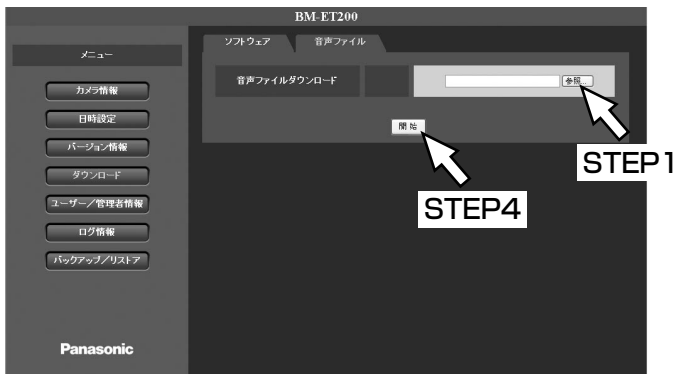 BM-ET200
メニュー
カメラ情報
日時設定
バージョン情報
ダウンロード
ユーザー／管理者情報
ログ情報
バックアップ／リストア
Panasonic
ソフトウェア
音声ファイル
音声ファイルダウンロード
参照...
STEP1
開始
STEP4